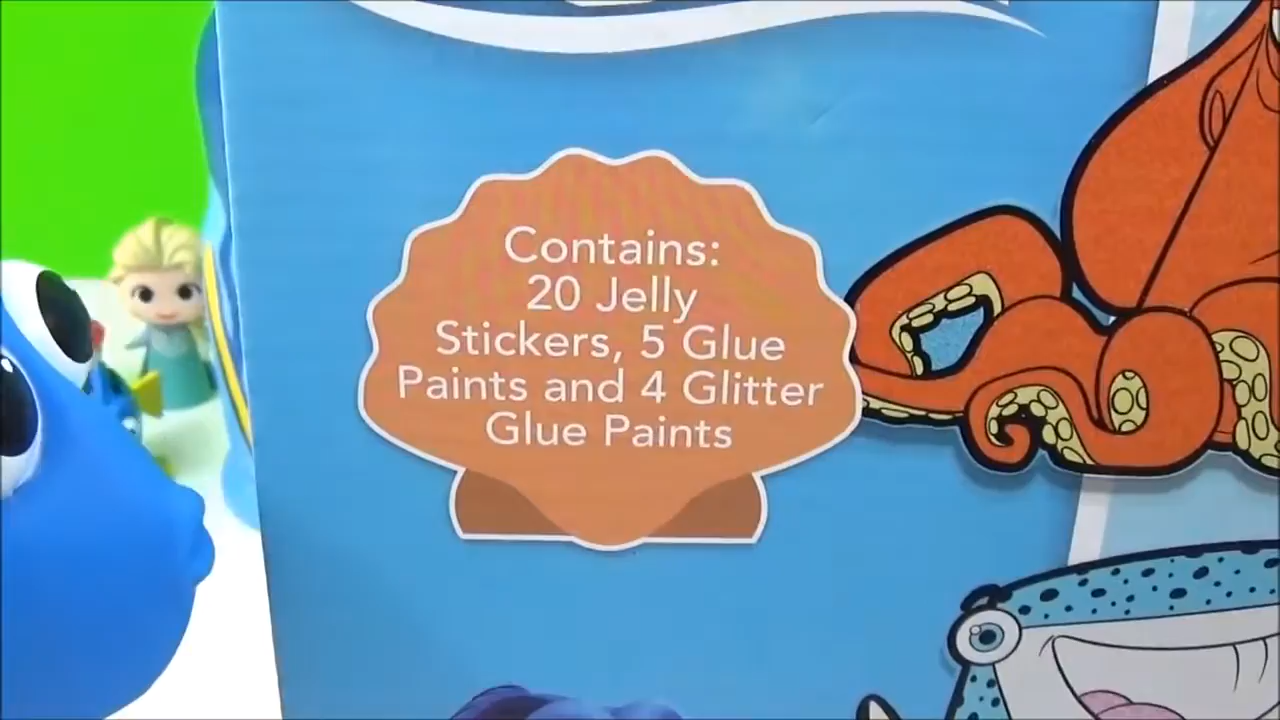 Contains:
20 Jelly
Stickers, 5 Glue
Paints and 4 Glitter
Glue Paints